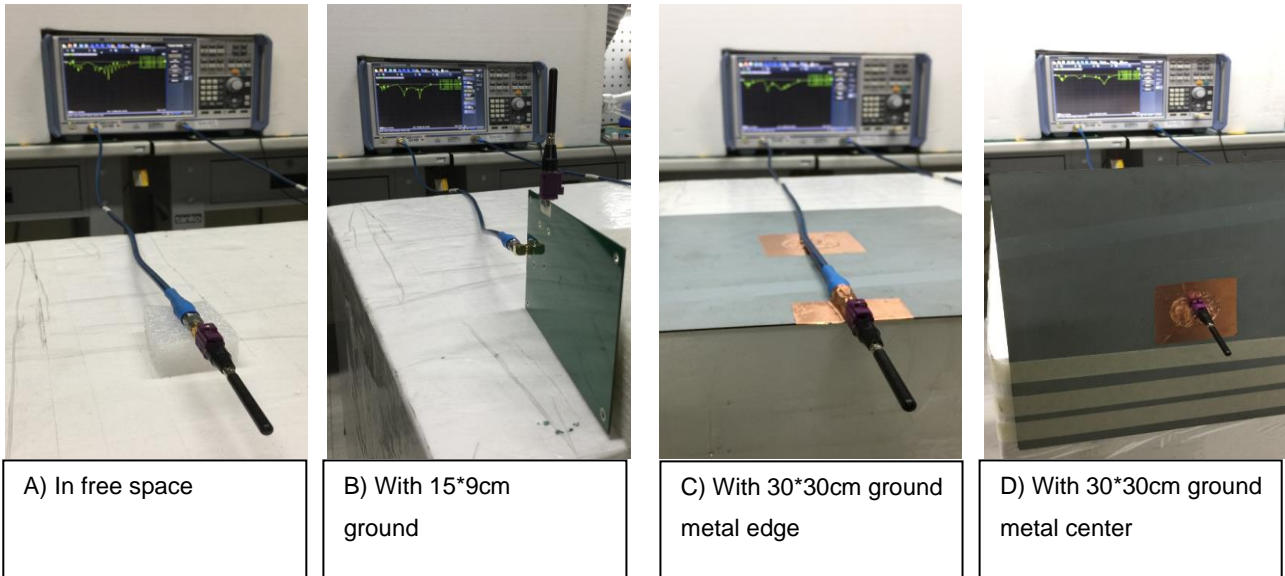 A) In free space
B) With 15*9cm
ground
C) With 30*30cm ground
metal edge
D) With 30*30cm ground
metal center